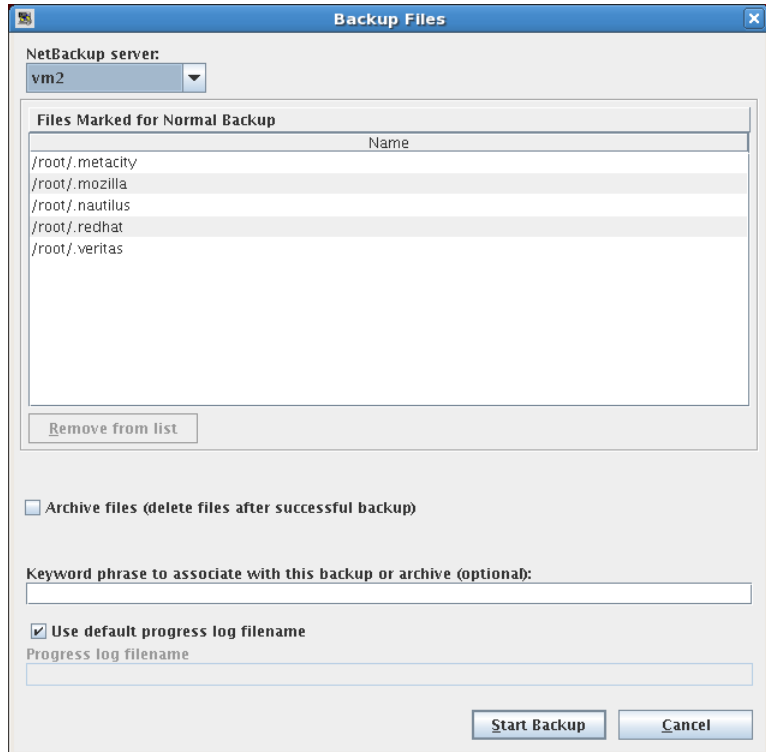 Backup Files
NetBackup server:
vm2
Files Marked for Normal Backup
Name
/root/.metacity
/root/.mozilla
/root/.nautilus
/root/.redhat
/root/.veritas
Remove from list
Archive files (delete files after successful backup)
Keyword phrase to associate with this backup or archive (optional):
Use default progress log filename
Progress log filename
Start Backup Cancel